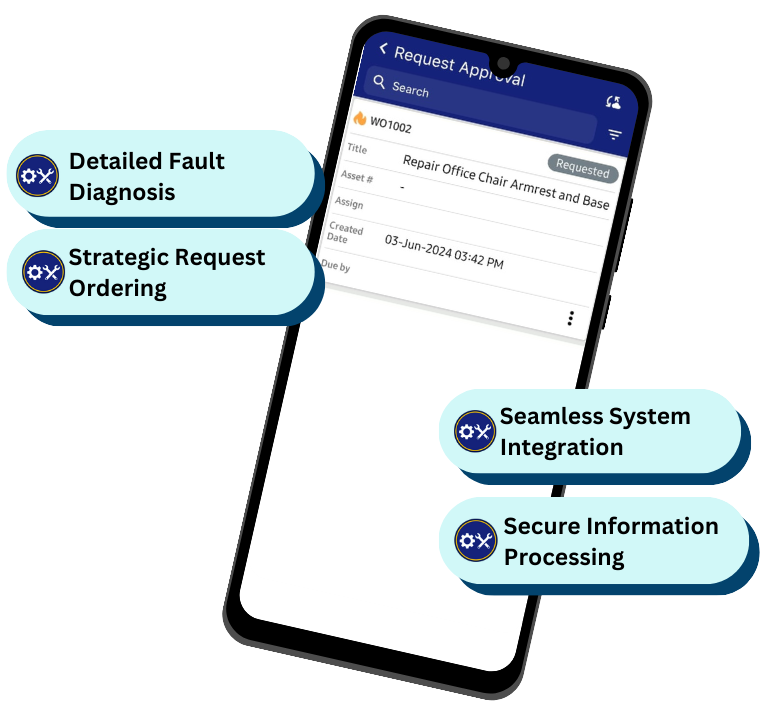 Request Approval
Search
WO1002
Requested
Title
Repair Office Chair Armrest and Base
Asset #
-
Assign
Created
Date
03-Jun-2024 03:42 PM
Due by
Detailed Fault
Diagnosis
Strategic Request
Ordering
Seamless System
Integration
Secure Information
Processing